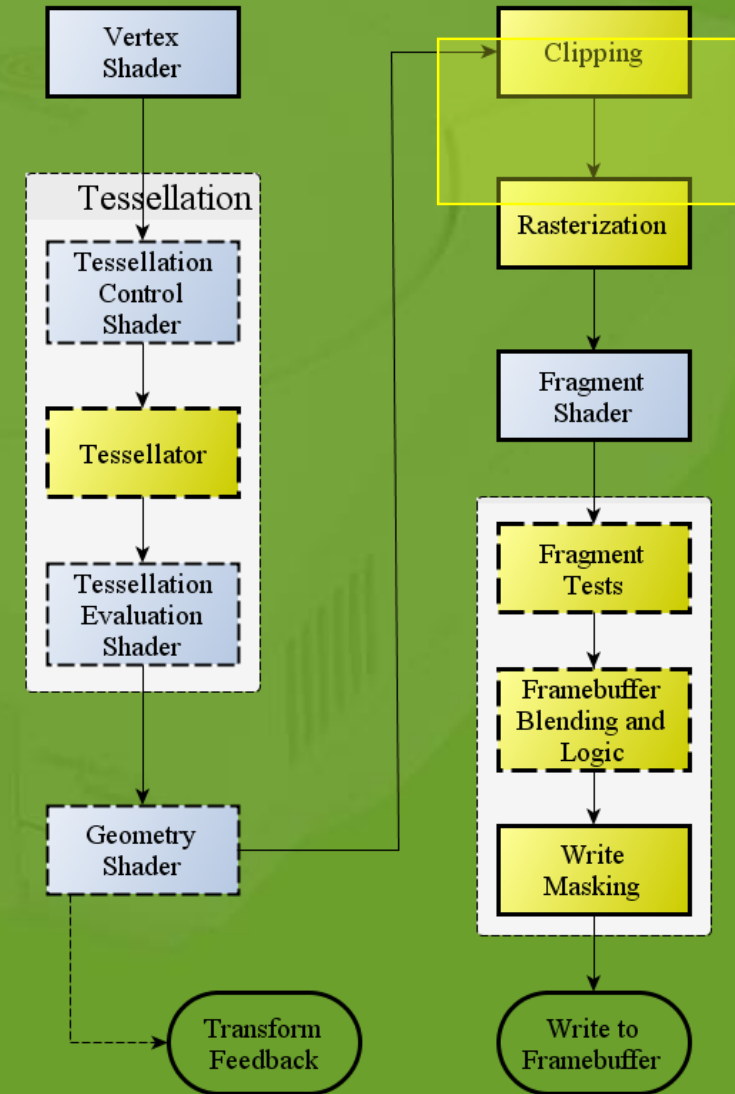 Vertex
Shader
Tessellation
Tessellation
Control
Shader
Tessellator
Tessellation
Evaluation
Shader
Geometry
Shader
Transform
Feedback
Clipping
Rasterization
Fragment
Shader
Fragment
Tests
Framebuffer
Blending and
Logic
Write
Masking
Write to
Framebuffer